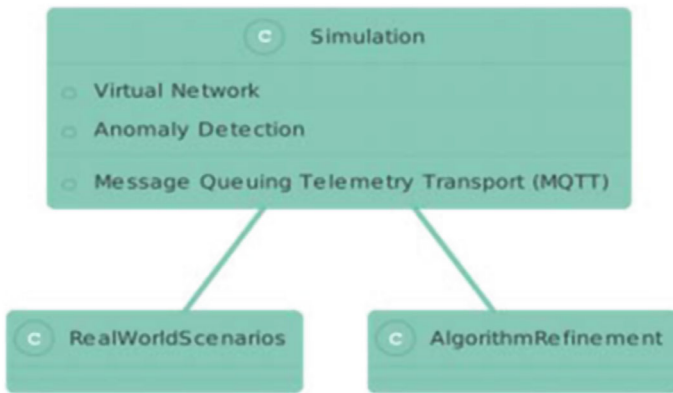 C Simulation
Virtual Network
Anomaly Detection
Message Queuing Telemetry Transport (MQTT)
C RealWorldScenarios
C AlgorithmRefinement